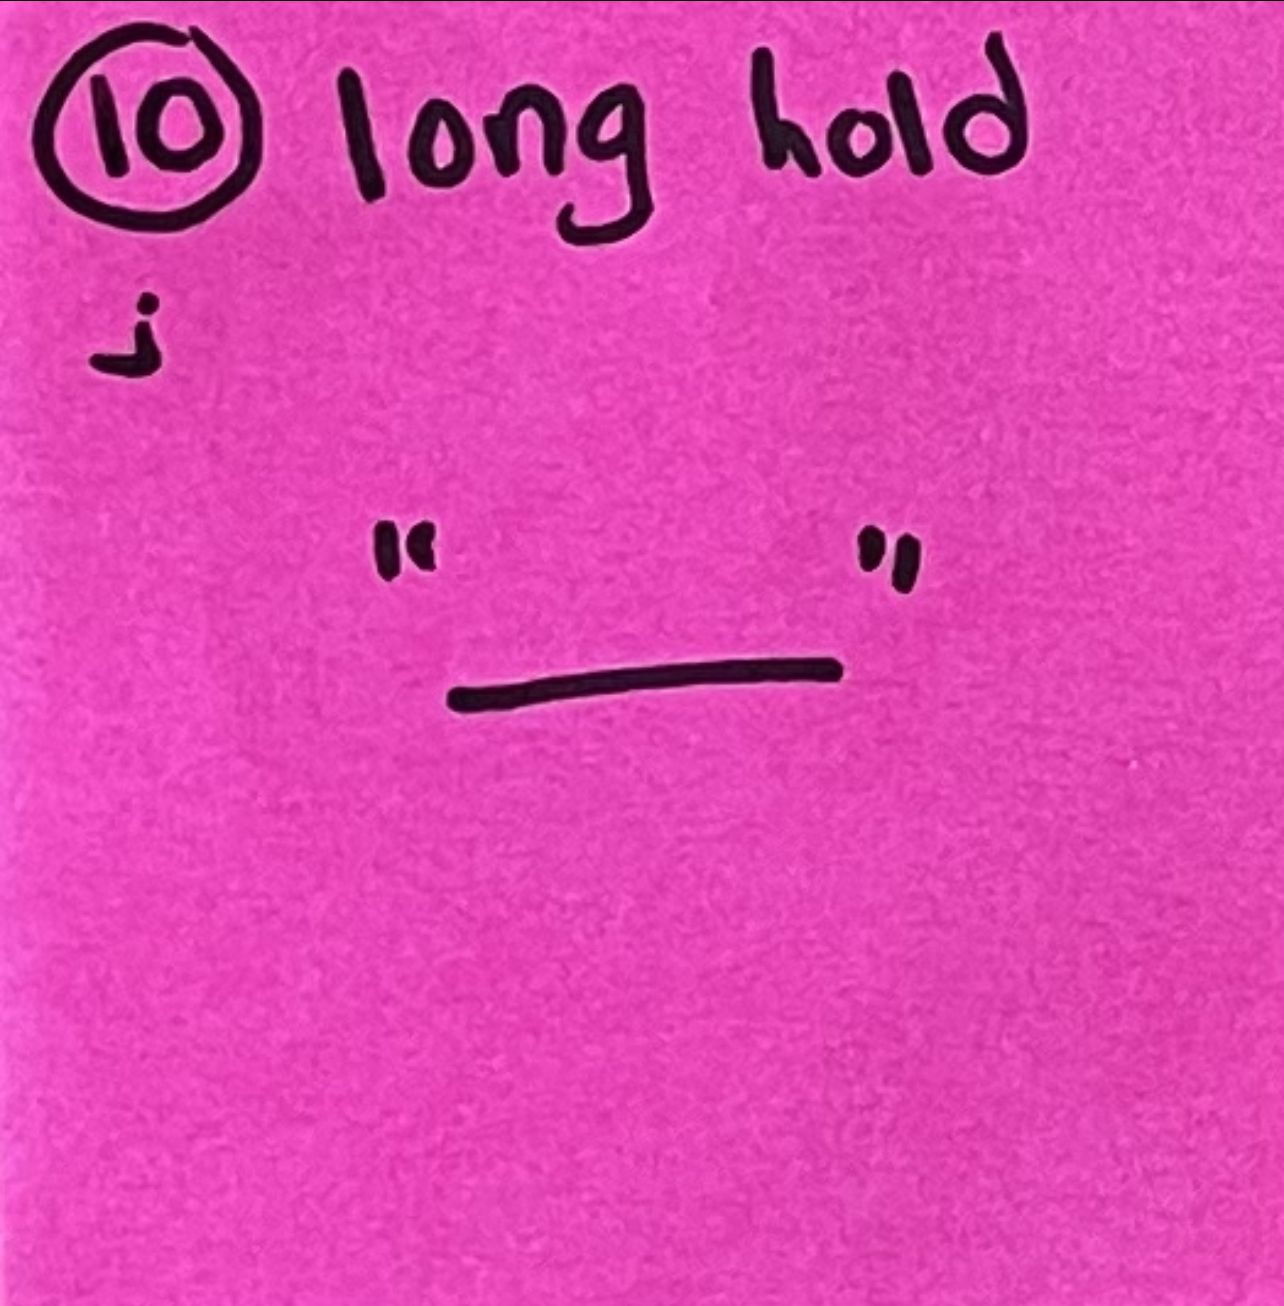 ⑩ long hold
j
"      "
—